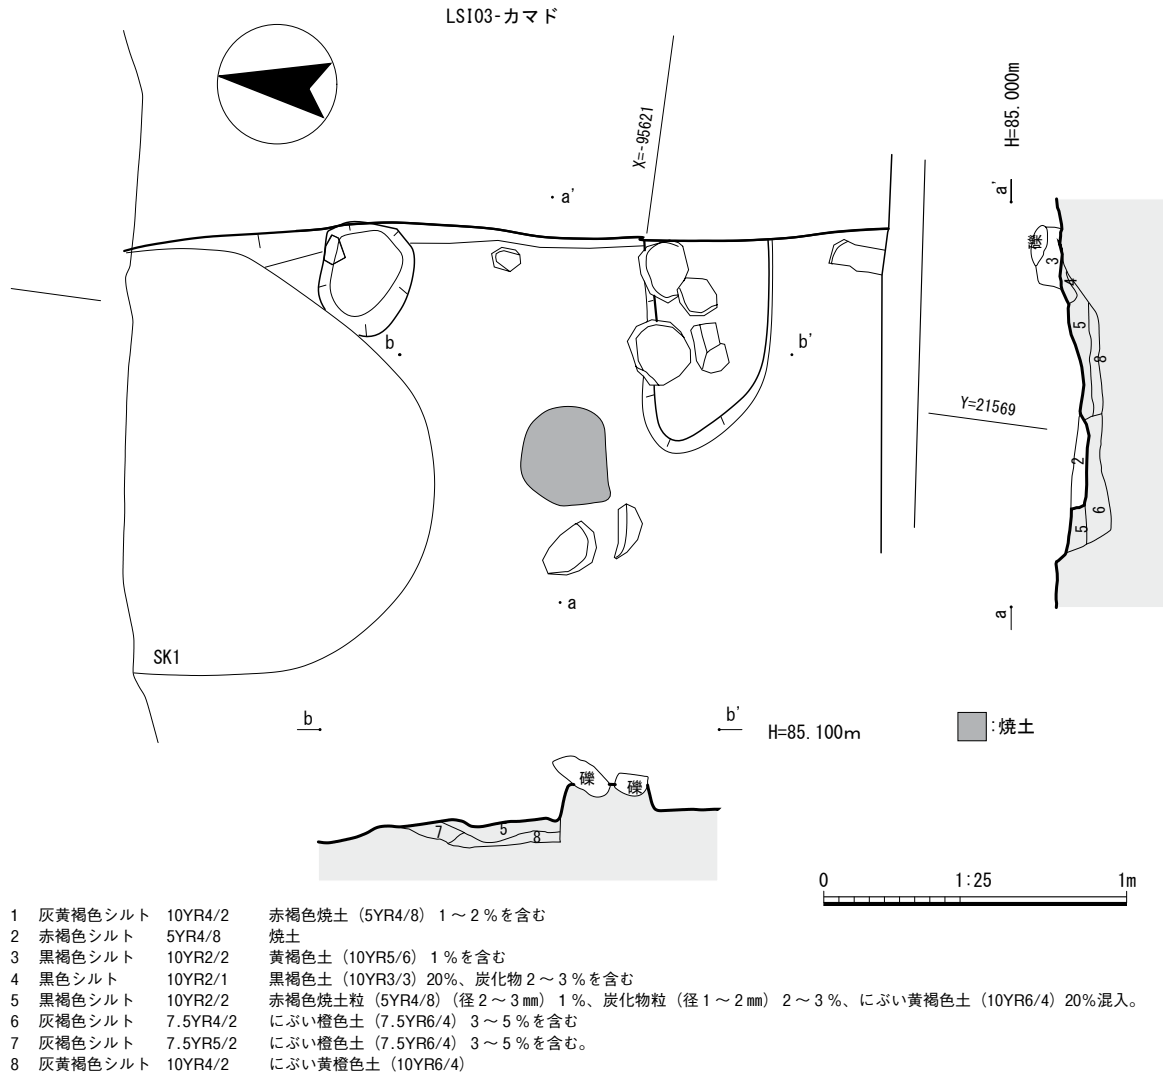 LSI03-カマド
H=85.000m
X=-95621
a'
a'
礫
3
4
b
b'
5
8
Y=21569
2
6
5
a
a
SK1
b
b'
H=85.100m
:焼土
礫
礫
7
5
8
0 1:25 1m
1 灰黄褐色シルト 10YR4/2 赤褐色焼土（5YR4/8）1～2％を含む
2 赤褐色シルト 5YR4/8 焼土
3 黒褐色シルト 10YR2/2 黄褐色土（10YR5/6）1％を含む
4 黒色シルト 10YR2/1 黒褐色土（10YR3/3）20％、炭化物2～3％を含む
5 黒褐色シルト 10YR2/2 赤褐色焼土粒（5YR4/8）（径2～3㎜）1％、炭化物粒（径1～2㎜）2～3％、にぶい黄褐色土（10YR6/4）20％混入。
6 灰褐色シルト 7.5YR4/2 にぶい橙色土（7.5YR6/4）3～5％を含む
7 灰褐色シルト 7.5YR5/2 にぶい橙色土（7.5YR6/4）3～5％を含む。
8 灰黄褐色シルト 10YR4/2 にぶい黄橙色土（10YR6/4）